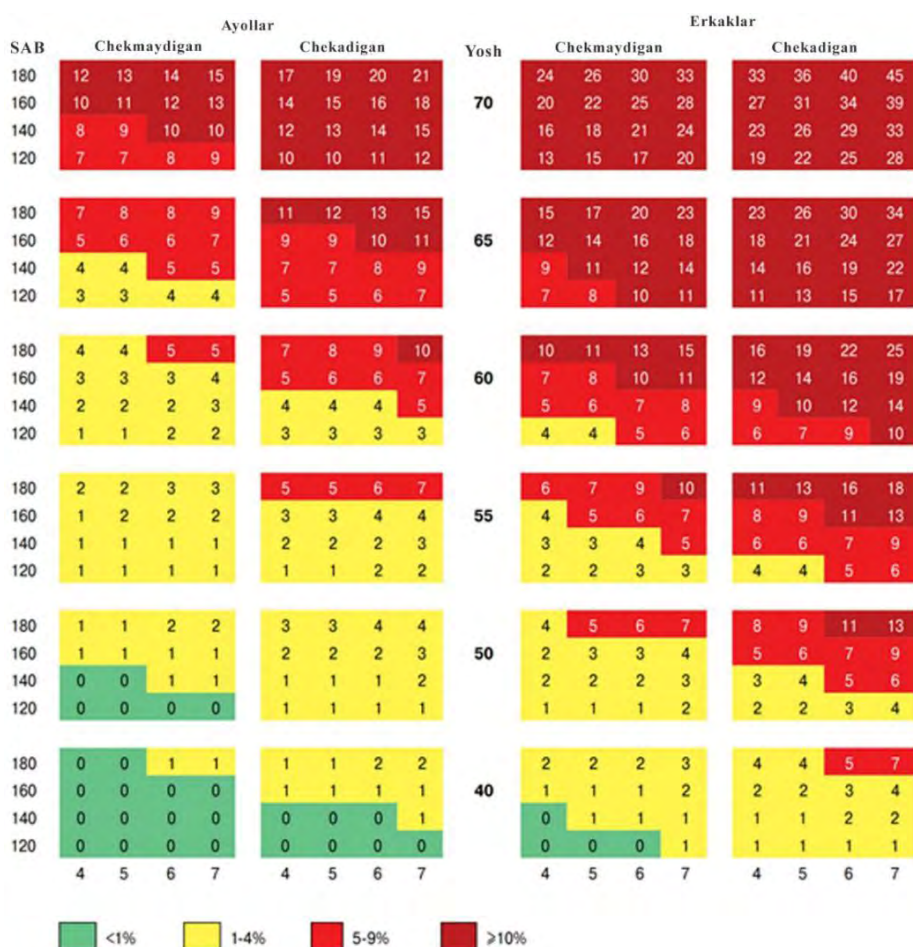 Ayollar Erkaklar
SAB Chekmaydigan Chekadigan Yosh Chekmaydigan Chekadigan
180 12 13 14 15 17 19 20 21 24 26 30 33 33 36 40 45
160 10 11 12 13 14 15 16 18 70 20 22 25 28 27 31 34 39
140 8 9 10 10 12 13 14 15 16 18 21 24 23 26 29 33
120 7 7 8 9 10 10 11 12 13 15 17 20 19 22 25 28
180 7 8 8 9 11 12 13 15 15 17 20 23 23 26 30 34
160 5 6 6 7 9 9 10 11 65 12 14 16 18 18 21 24 27
140 4 4 5 5 7 7 8 9 9 11 12 14 14 16 19 22
120 3 3 4 4 5 5 6 7 7 8 10 11 11 13 15 17
180 4 4 5 5 7 8 9 10 10 11 13 15 16 19 22 25
160 3 3 3 4 5 6 6 7 60 7 8 10 11 12 14 16 19
140 2 2 2 3 4 4 4 5 5 6 7 8 9 10 12 14
120 1 1 2 2 3 3 3 3 4 4 5 6 6 7 9 10
180 2 2 3 3 5 5 6 7 6 7 9 10 11 13 16 18
160 1 2 2 2 3 3 4 4 55 4 5 6 7 8 9 11 13
140 1 1 1 1 2 2 2 3 3 3 4 5 6 6 7 9
120 1 1 1 1 1 1 2 2 2 2 3 3 4 4 5 6
180 1 1 2 2 3 3 4 4 4 5 6 7 8 9 11 13
160 1 1 1 1 2 2 2 3 50 2 3 3 4 5 6 7 9
140 0 0 1 1 1 1 1 2 2 2 2 3 3 4 5 6
120 0 0 0 0 1 1 1 1 1 1 1 2 2 2 3 4
180 0 0 1 1 1 1 2 2 2 2 2 3 4 4 5 7
160 0 0 0 0 1 1 1 1 40 1 1 1 2 2 2 3 4
140 0 0 0 0 0 0 0 1 0 1 1 1 1 1 2 2
120 0 0 0 0 0 0 0 0 0 0 0 1 1 1 1 1
4 5 6 7 4 5 6 7 4 5 6 7 4 5 6 7
<1% 1-4% 5-9% ⩾10%